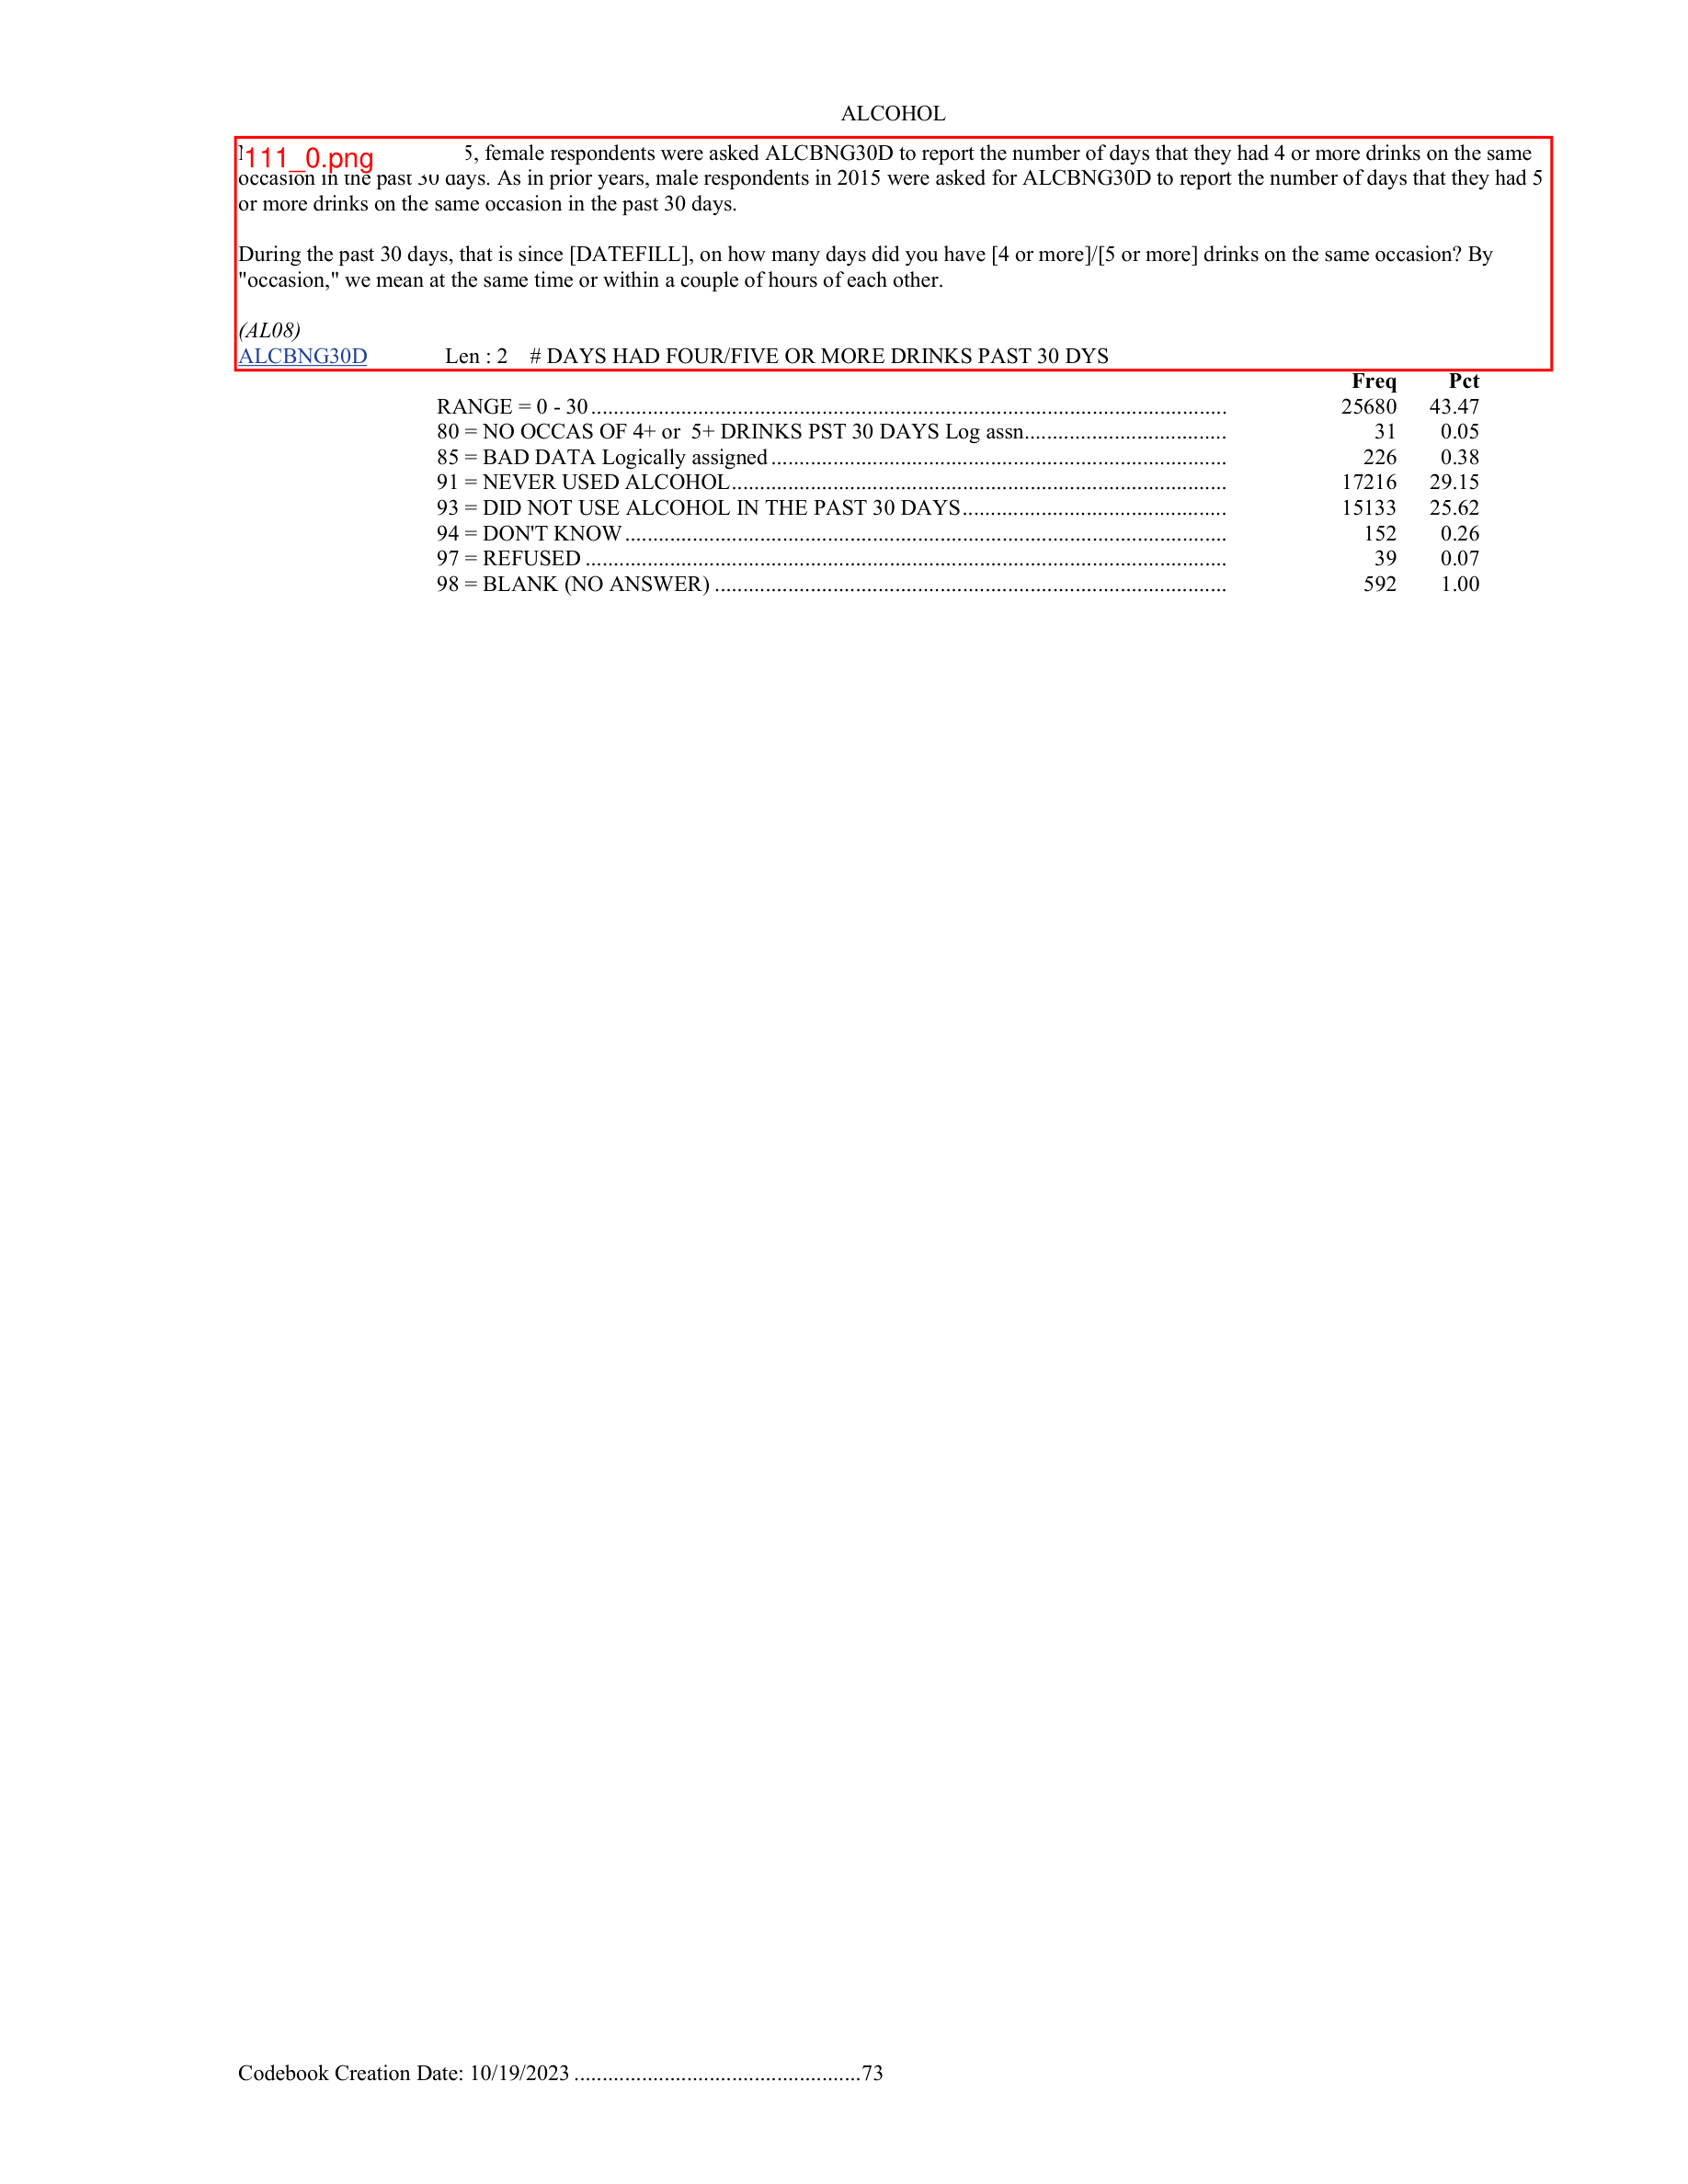 ALCOHOL
111_0.png 5, female respondents were asked ALCBNG30D to report the number of days that they had 4 or more drinks on the same
occasion in the past 30 days. As in prior years, male respondents in 2015 were asked for ALCBNG30D to report the number of days that they had 5
or more drinks on the same occasion in the past 30 days.
During the past 30 days, that is since [DATEFILL], on how many days did you have [4 or more]/[5 or more] drinks on the same occasion? By
"occasion," we mean at the same time or within a couple of hours of each other.
(AL08)
ALCBNG30D Len : 2 # DAYS HAD FOUR/FIVE OR MORE DRINKS PAST 30 DYS
Freq Pct
RANGE = 0 - 30 ................................................................................................................ 25680 43.47
80 = NO OCCAS OF 4+ or 5+ DRINKS PST 30 DAYS Log assn.................................... 31 0.05
85 = BAD DATA Logically assigned ................................................................................. 226 0.38
91 = NEVER USED ALCOHOL........................................................................................ 17216 29.15
93 = DID NOT USE ALCOHOL IN THE PAST 30 DAYS............................................... 15133 25.62
94 = DON'T KNOW .......................................................................................................... 152 0.26
97 = REFUSED ................................................................................................................. 39 0.07
98 = BLANK (NO ANSWER) ........................................................................................... 592 1.00
Codebook Creation Date: 10/19/2023 ...................................................73